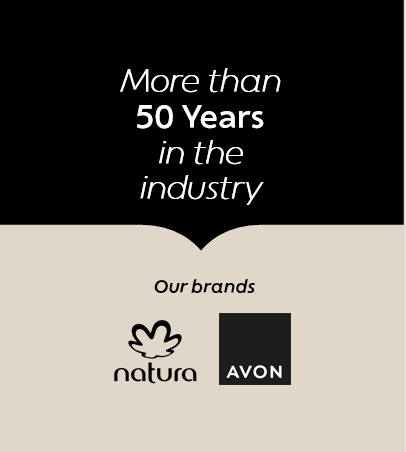 More than
50 Years
in the
industry
Our brands
natura
AVON